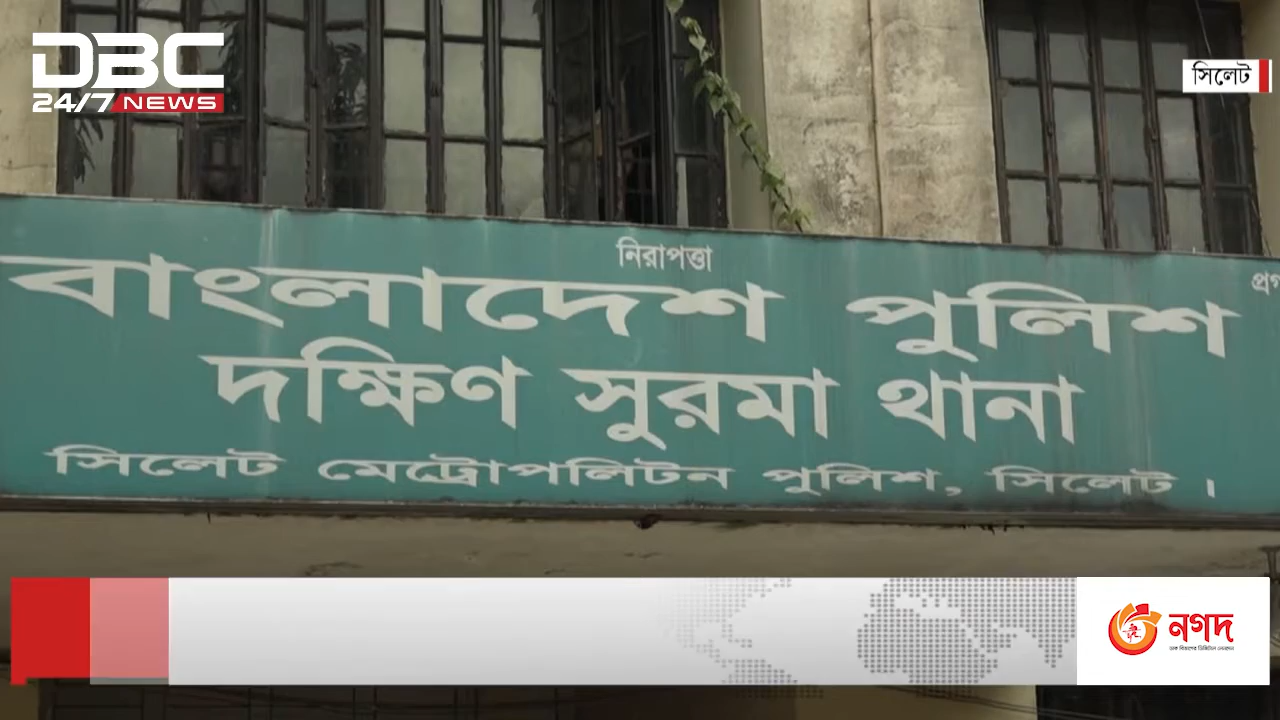 DBC
24/7 NEWS
সিলেট
নিরাপত্তা
বাংলাদেশ পুলিশ
দক্ষিণ সুরমা থানা
সিলেট মেট্রোপলিটন পুলিশ, সিলেট।
নগদ